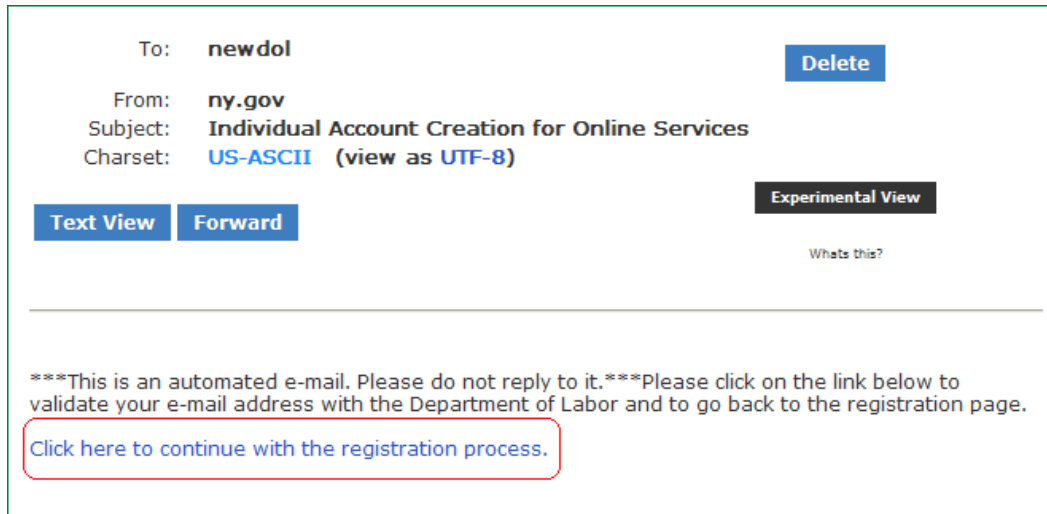 To: newdol
Delete
From: ny.gov
Subject: Individual Account Creation for Online Services
Charset: US-ASCII (view as UTF-8)
Experimental View
Text View Forward
Whats this?
***This is an automated e-mail. Please do not reply to it.***Please click on the link below to
validate your e-mail address with the Department of Labor and to go back to the registration page.
Click here to continue with the registration process.